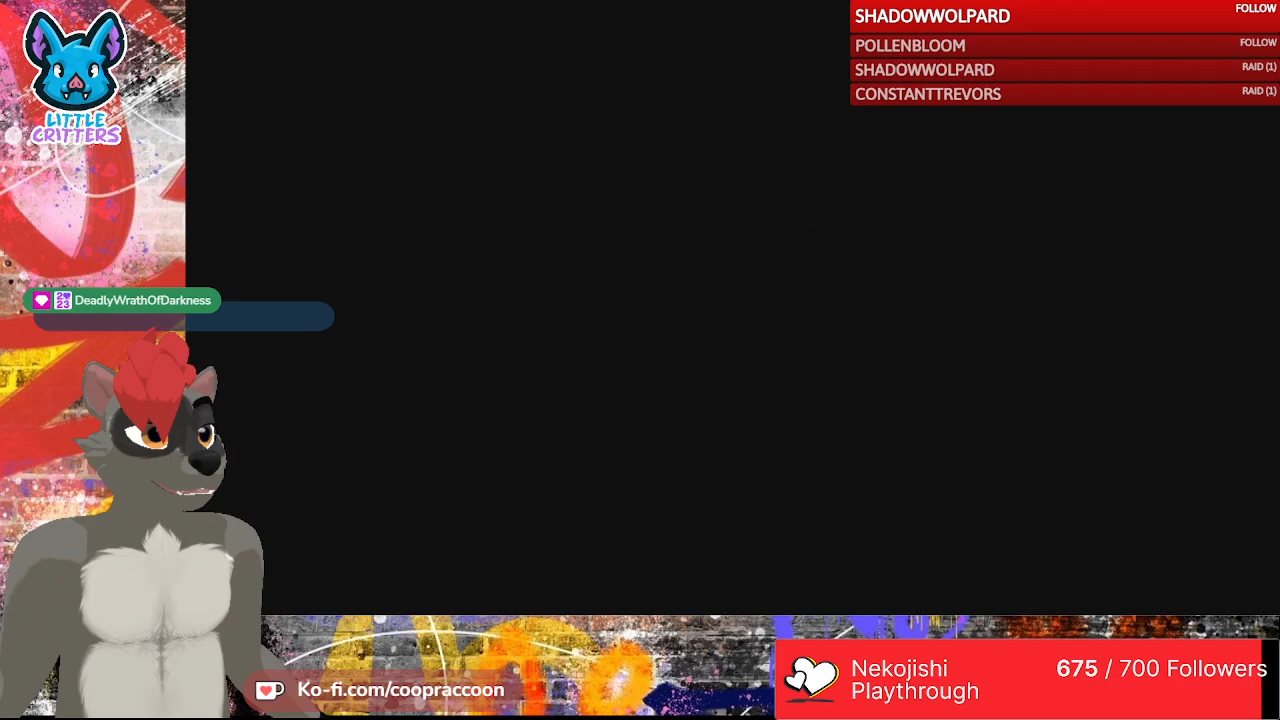 LITTLE
CRITTERS
SHADOWWOLPARD FOLLOW
POLLENBLOOM FOLLOW
SHADOWWOLPARD RAID (1)
CONSTANTTREVORS RAID (1)
2023 DeadlyWrathOfDarkness
Ko-fi.com/coopraccoon
Nekojishi
Playthrough
675 / 700 Followers